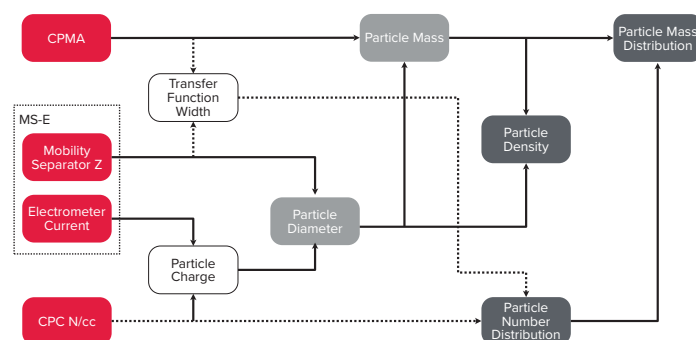 CPMA
Particle Mass
Particle Mass
Distribution
Transfer
Function
Width
MS-E
Mobility
Separator Z
Particle
Density
Electrometer
Current
Particle
Diameter
Particle
Charge
CPC N/cc
Particle
Number
Distribution